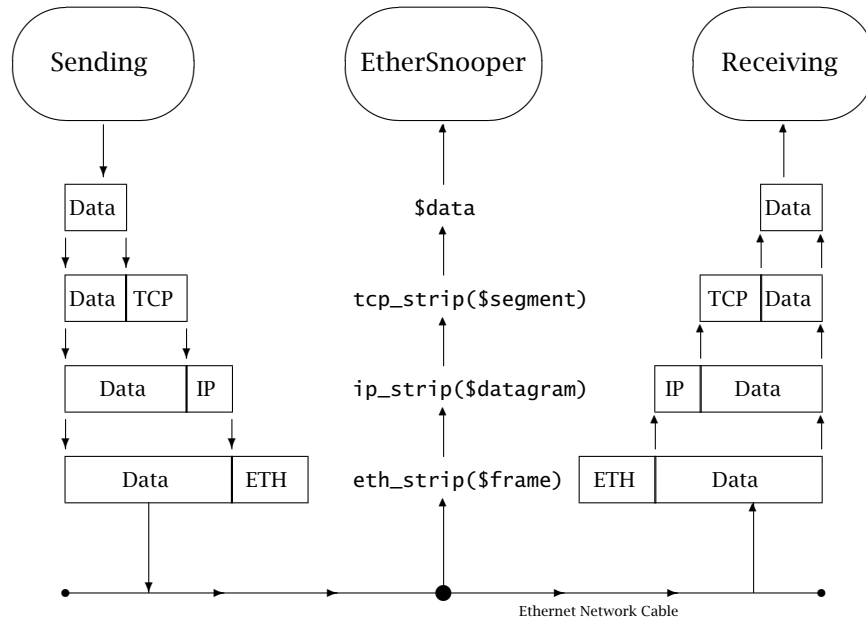 Sending EtherSnooper Receiving
Data $data Data
Data TCP tcp_strip($segment) TCP Data
Data IP ip_strip($datagram) IP Data
Data ETH eth_strip($frame) ETH Data
Ethernet Network Cable